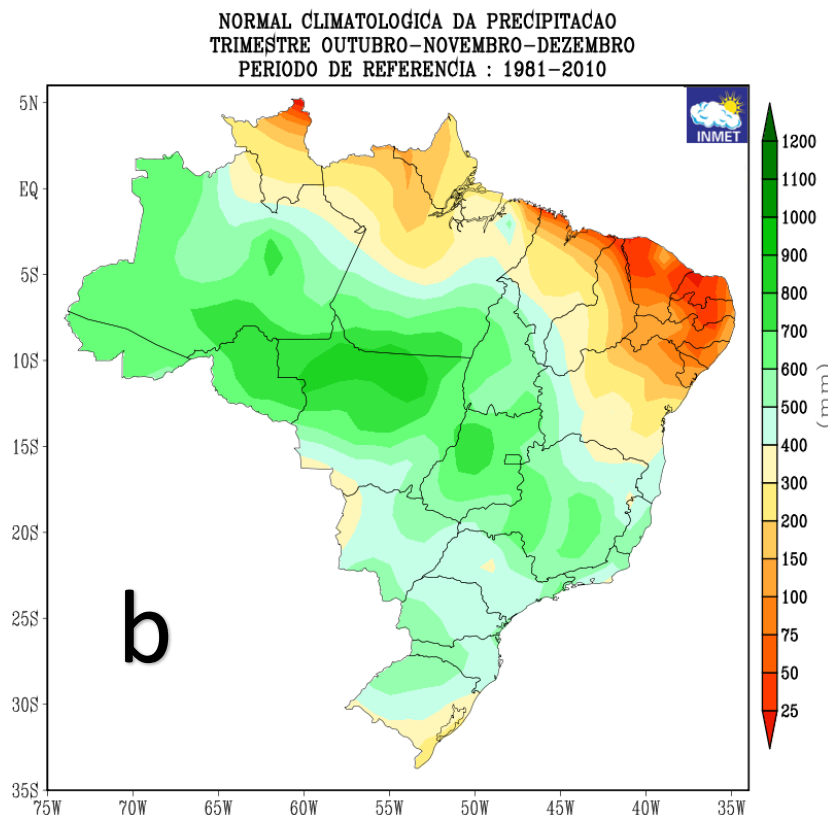 NORMAL CLIMATOLOGICA DA PRECIPITACAO
TRIMESTRE OUTUBRO-NOVEMBRO-DEZEMBRO
PERIODO DE REFERENCIA : 1981-2010
INMET
5N
EQ
5S
10S
15S
20S
25S
30S
35S
75W 70W 65W 60W 55W 50W 45W 40W 35W
1200
1100
1000
900
800
700
600
500
400
300
200
150
100
75
50
25
(mm)
b